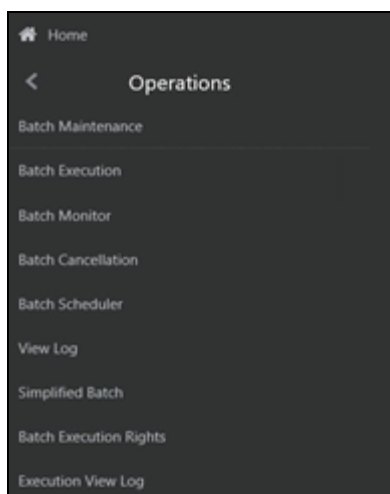 Home
Operations
Batch Maintenance
Batch Execution
Batch Monitor
Batch Cancellation
Batch Scheduler
View Log
Simplified Batch
Batch Execution Rights
Execution View Log